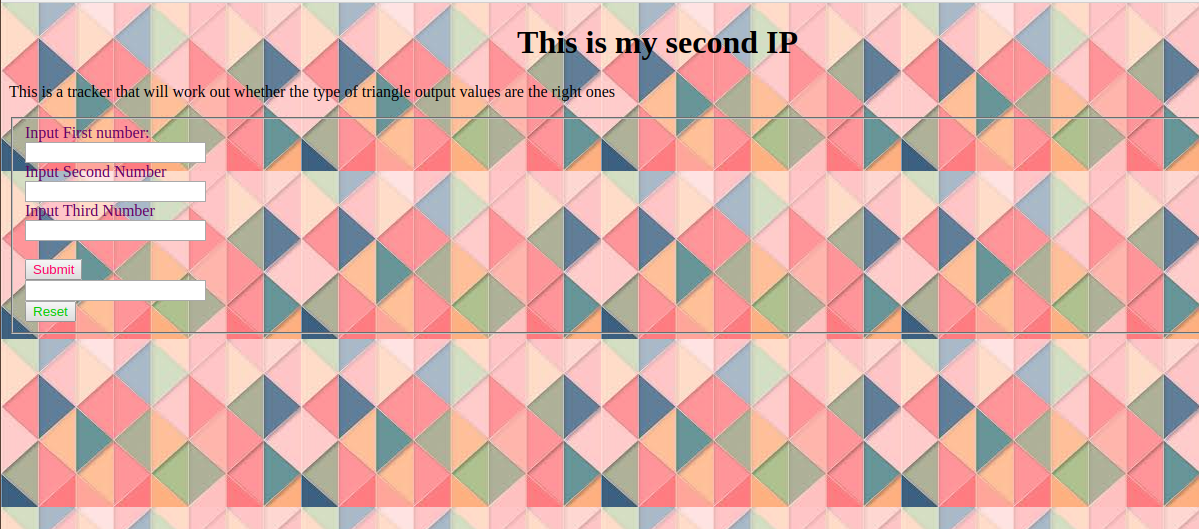 This is my second IP
This is a tracker that will work out whether the type of triangle output values are the right ones
Input First number:
Input Second Number
Input Third Number
Submit
Reset